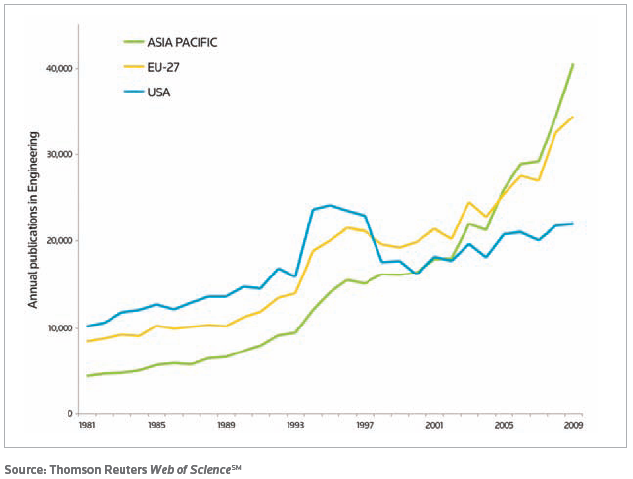 ASIA PACIFIC
EU-27
USA
Annual publications in Engineering
40,000
30,000
20,000
10,000
0
1981
1985
1989
1993
1997
2001
2005
2009
Source: Thomson Reuters Web of Science℠